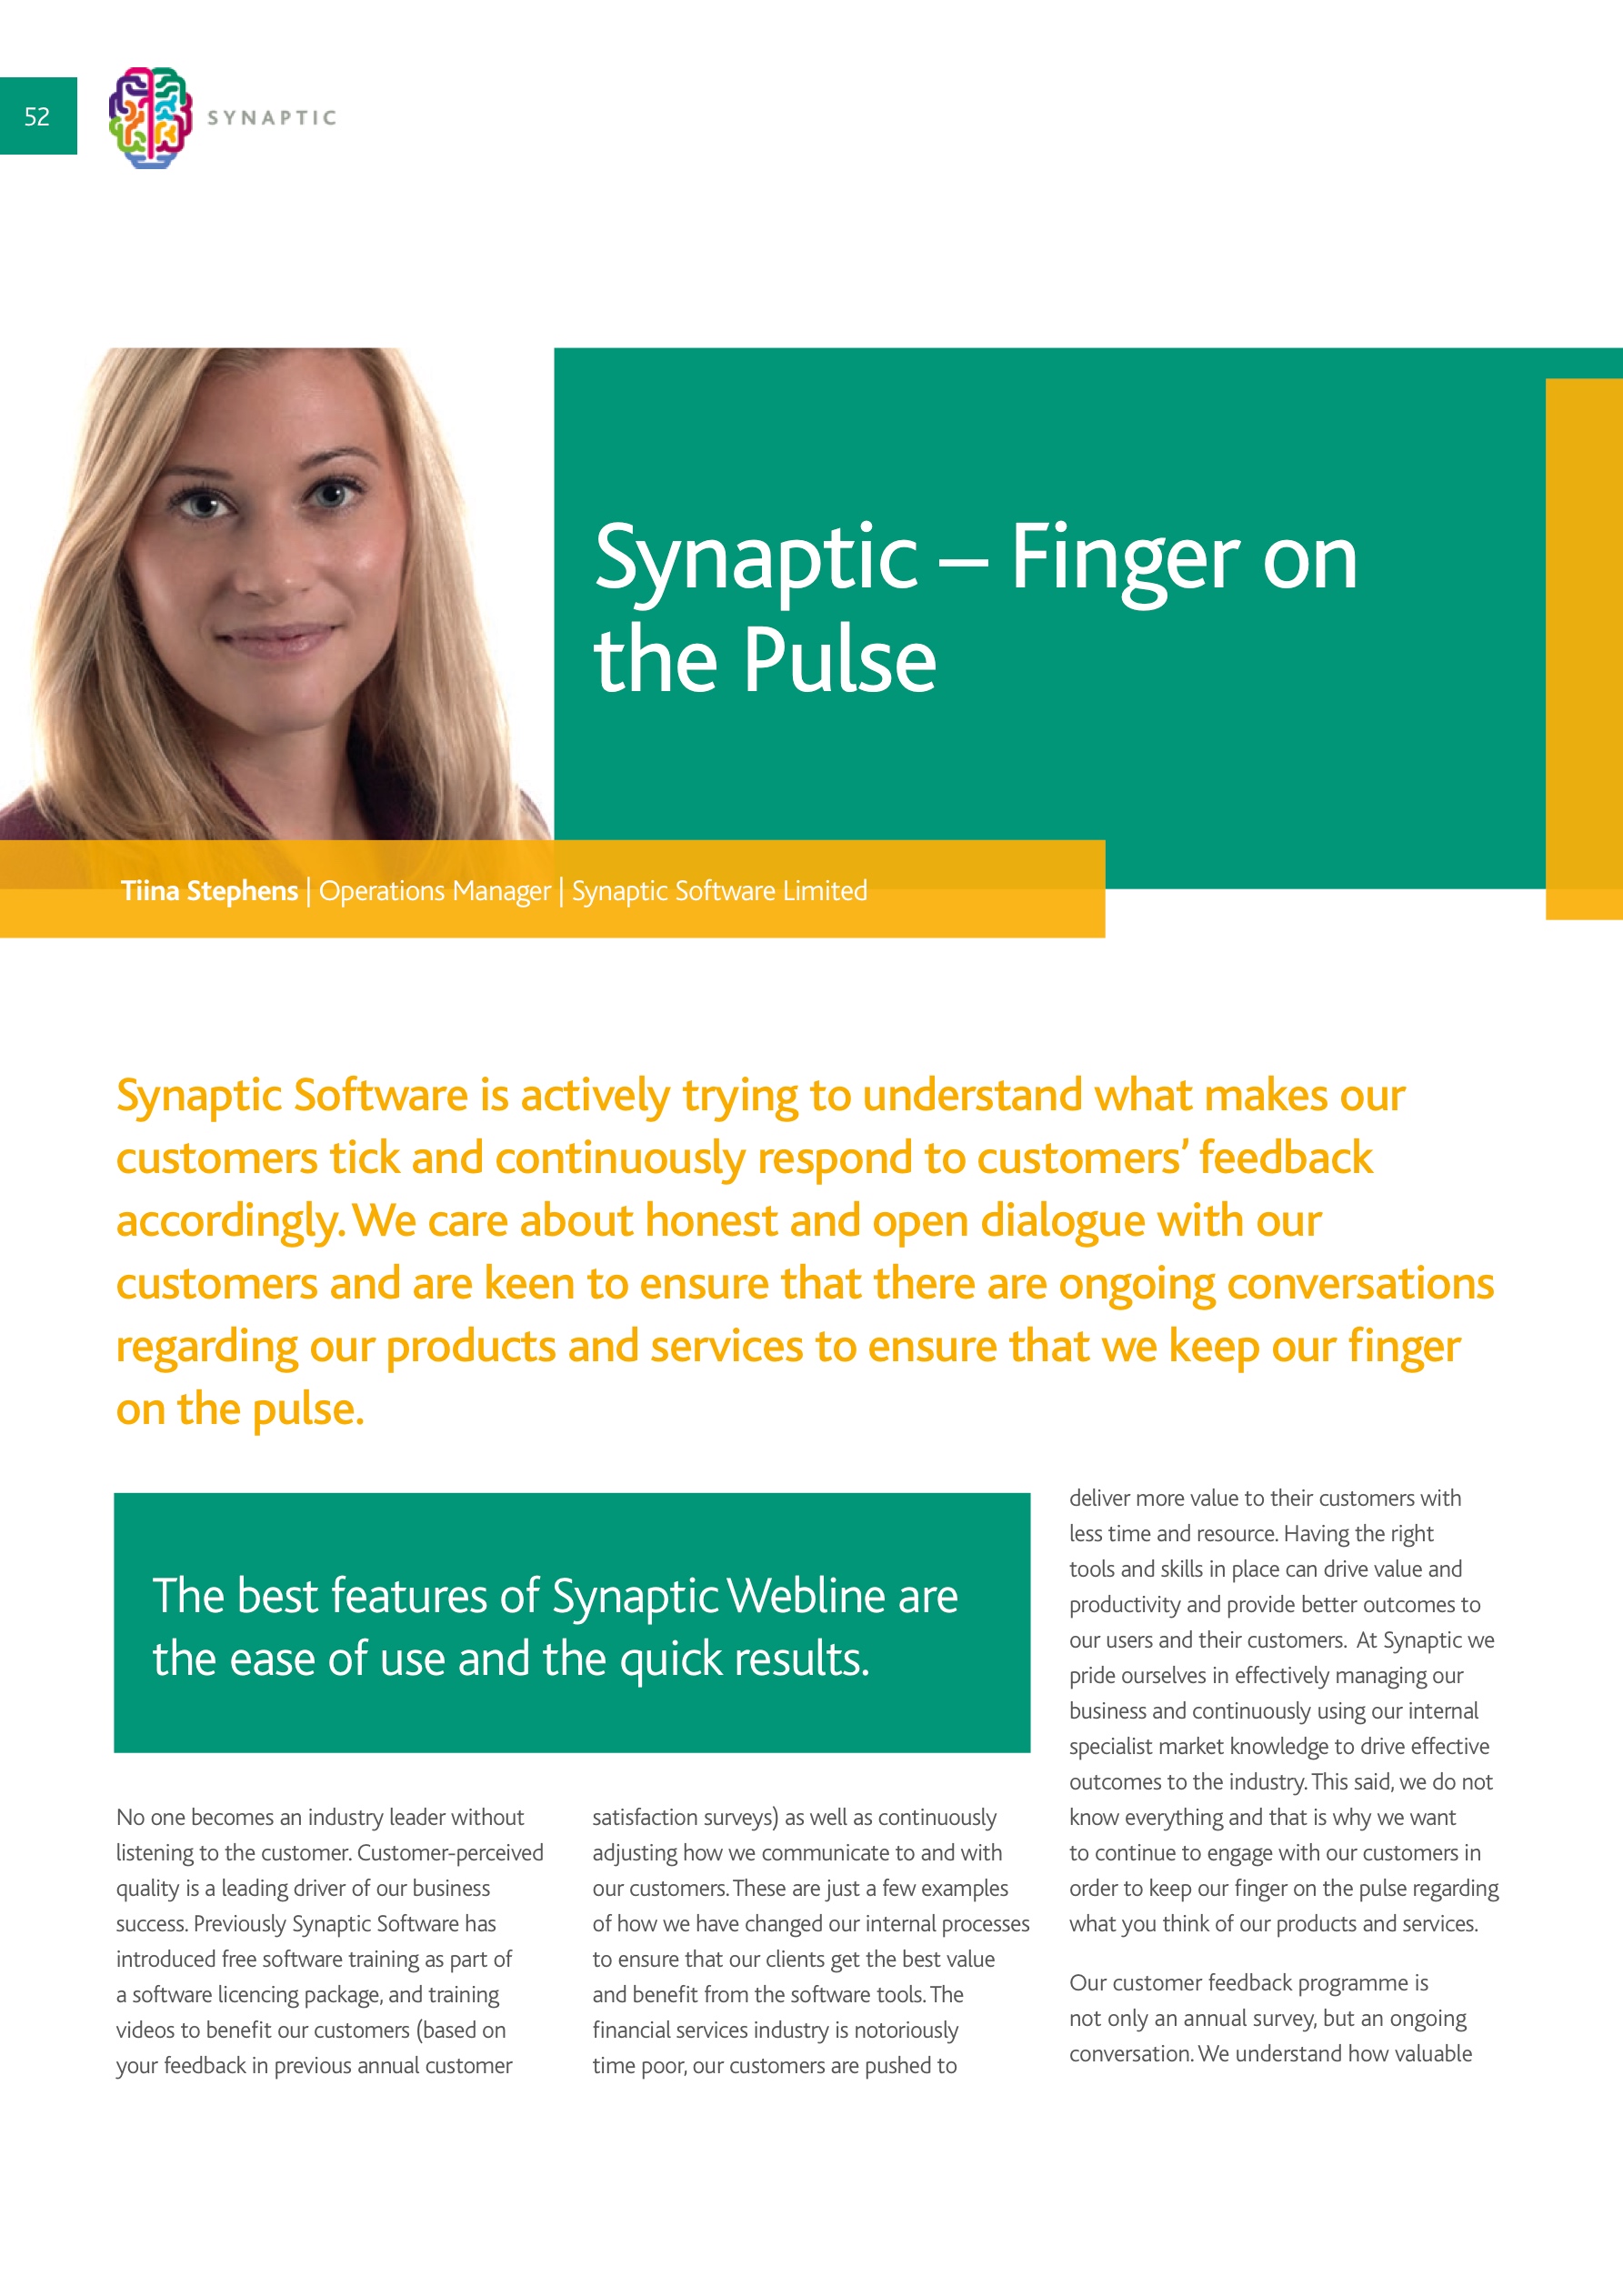 52
SYNAPTIC
Synaptic – Finger on
the Pulse
Tiina Stephens | Operations Manager | Synaptic Software Limited
Synaptic Software is actively trying to understand what makes our
customers tick and continuously respond to customers’ feedback
accordingly. We care about honest and open dialogue with our
customers and are keen to ensure that there are ongoing conversations
regarding our products and services to ensure that we keep our finger
on the pulse.
The best features of Synaptic Webline are
the ease of use and the quick results.
No one becomes an industry leader without
listening to the customer. Customer-perceived
quality is a leading driver of our business
success. Previously Synaptic Software has
introduced free software training as part of
a software licencing package, and training
videos to benefit our customers (based on
your feedback in previous annual customer
satisfaction surveys) as well as continuously
adjusting how we communicate to and with
our customers. These are just a few examples
of how we have changed our internal processes
to ensure that our clients get the best value
and benefit from the software tools. The
financial services industry is notoriously
time poor, our customers are pushed to
deliver more value to their customers with
less time and resource. Having the right
tools and skills in place can drive value and
productivity and provide better outcomes to
our users and their customers.  At Synaptic we
pride ourselves in effectively managing our
business and continuously using our internal
specialist market knowledge to drive effective
outcomes to the industry. This said, we do not
know everything and that is why we want
to continue to engage with our customers in
order to keep our finger on the pulse regarding
what you think of our products and services.
Our customer feedback programme is
not only an annual survey, but an ongoing
conversation. We understand how valuable